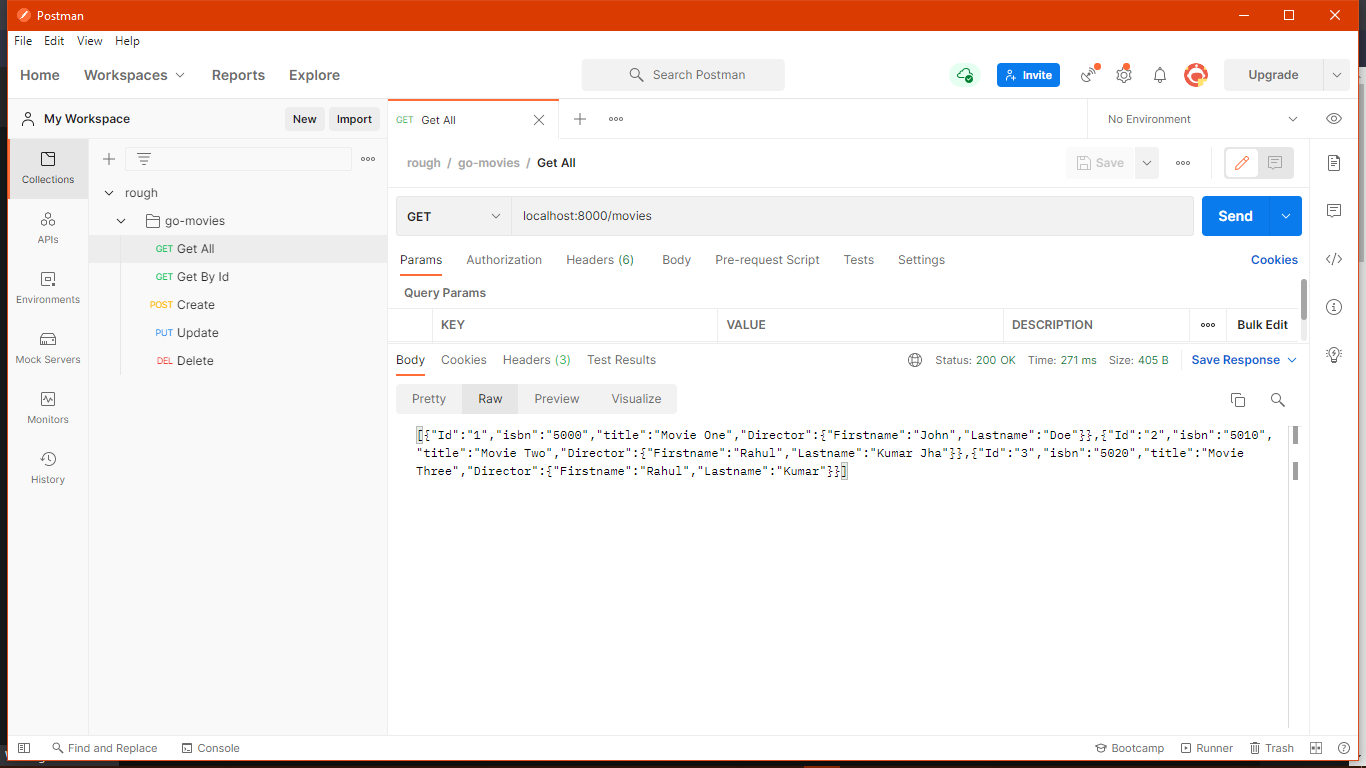 Postman
File Edit View Help
Home Workspaces Reports Explore Search Postman Invite Upgrade
My Workspace New Import
GET Get All
No Environment
Collections
APIs
Environments
Mock Servers
Monitors
History
rough
go-movies
GET Get All
GET Get By Id
POST Create
PUT Update
DEL Delete
rough / go-movies / Get All Save
GET localhost:8000/movies Send
Params Authorization Headers (6) Body Pre-request Script Tests Settings Cookies
Query Params
KEY VALUE DESCRIPTION Bulk Edit
Body Cookies Headers (3) Test Results Status: 200 OK Time: 271 ms Size: 405 B Save Response
Pretty Raw Preview Visualize
[{"Id":"1","isbn":"5000","title":"Movie One","Director":{"Firstname":"John","Lastname":"Doe"}},{"Id":"2","isbn":"5010",
"title":"Movie Two","Director":{"Firstname":"Rahul","Lastname":"Kumar Jha"}},{"Id":"3","isbn":"5020","title":"Movie
Three","Director":{"Firstname":"Rahul","Lastname":"Kumar"}}]
Find and Replace Console Bootcamp Runner Trash